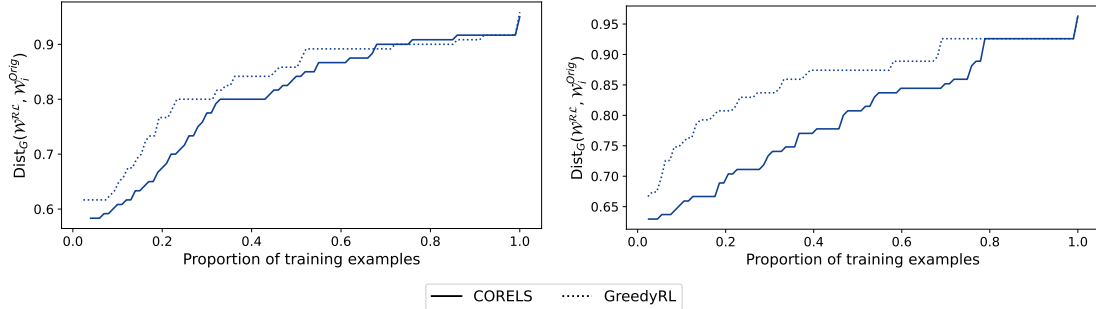 0.9
0.8
0.7
0.6
Dist_G(𝒲^ℛℒ, 𝒲_i^Orig)
0.0 0.2 0.4 0.6 0.8 1.0
Proportion of training examples
0.95
0.90
0.85
0.80
0.75
0.70
0.65
Dist_G(𝒲^ℛℒ, 𝒲_i^Orig)
0.0 0.2 0.4 0.6 0.8 1.0
Proportion of training examples
CORELS GreedyRL